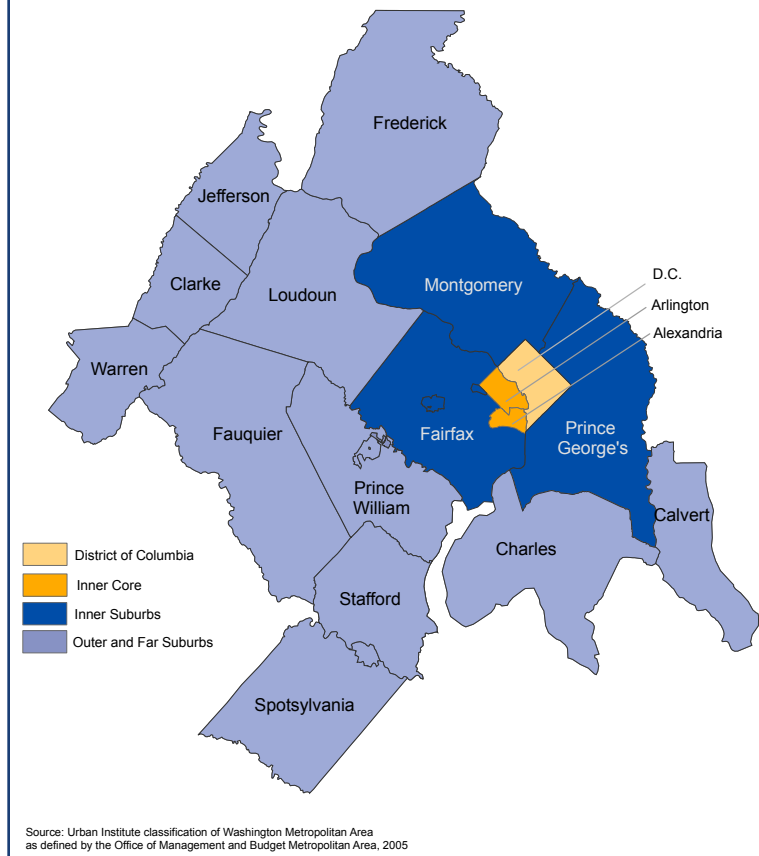 Frederick
Jefferson
Clarke
Loudoun
Montgomery
D.C.
Arlington
Alexandria
Warren
Fauquier
Fairfax
Prince
George's
Prince
William
Calvert
Charles
Stafford
Spotsylvania
District of Columbia
Inner Core
Inner Suburbs
Outer and Far Suburbs
Source: Urban Institute classification of Washington Metropolitan Area
as defined by the Office of Management and Budget Metropolitan Area, 2005